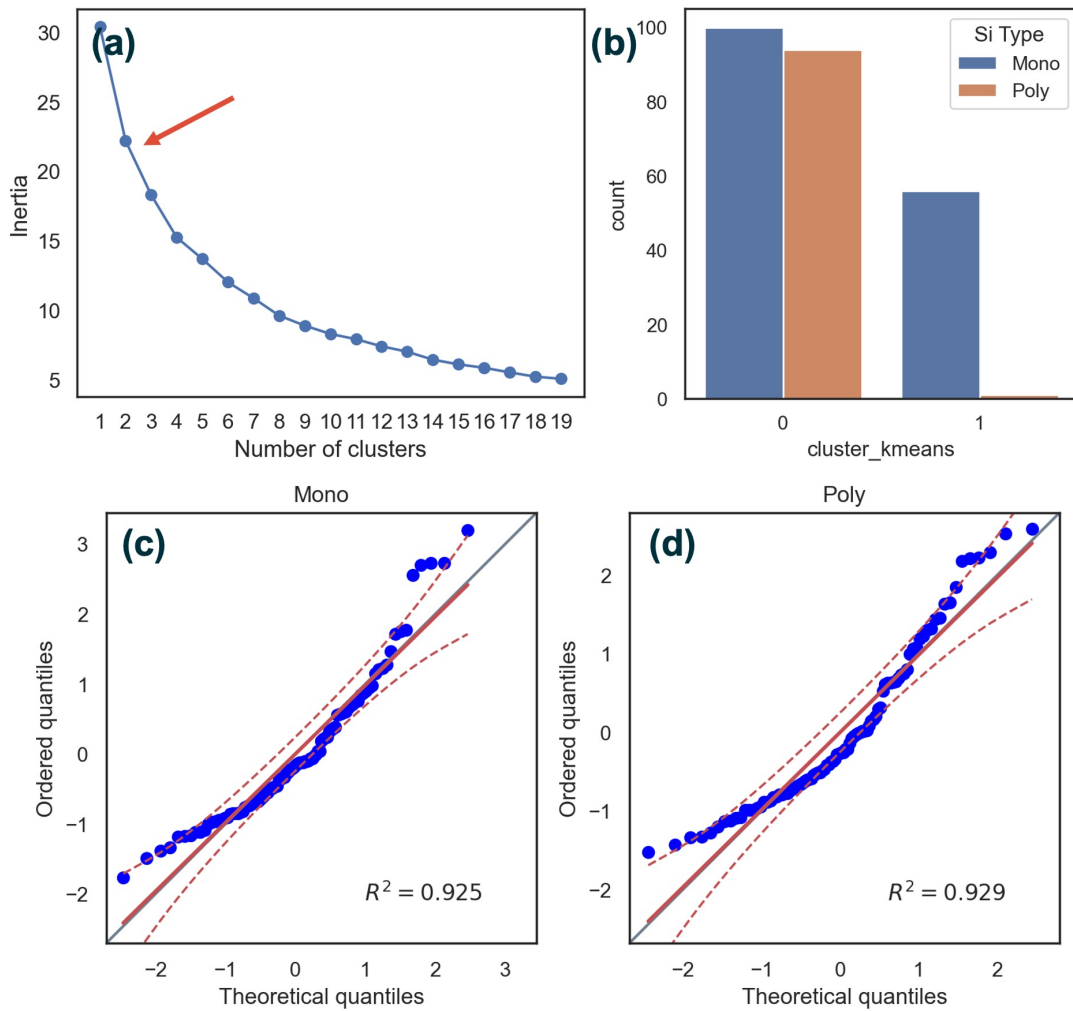 (a)
30
25
20
15
10
5
Inertia
1 2 3 4 5 6 7 8 9 10 11 12 13 14 15 16 17 18 19
Number of clusters
(b)
100
80
60
40
20
0
count
Si Type
Mono
Poly
0 1
cluster_kmeans
Mono
(c)
3
2
1
0
−1
−2
Ordered quantiles
R² = 0.925
−2 −1 0 1 2 3
Theoretical quantiles
Poly
(d)
2
1
0
−1
−2
Ordered quantiles
R² = 0.929
−2 −1 0 1 2
Theoretical quantiles